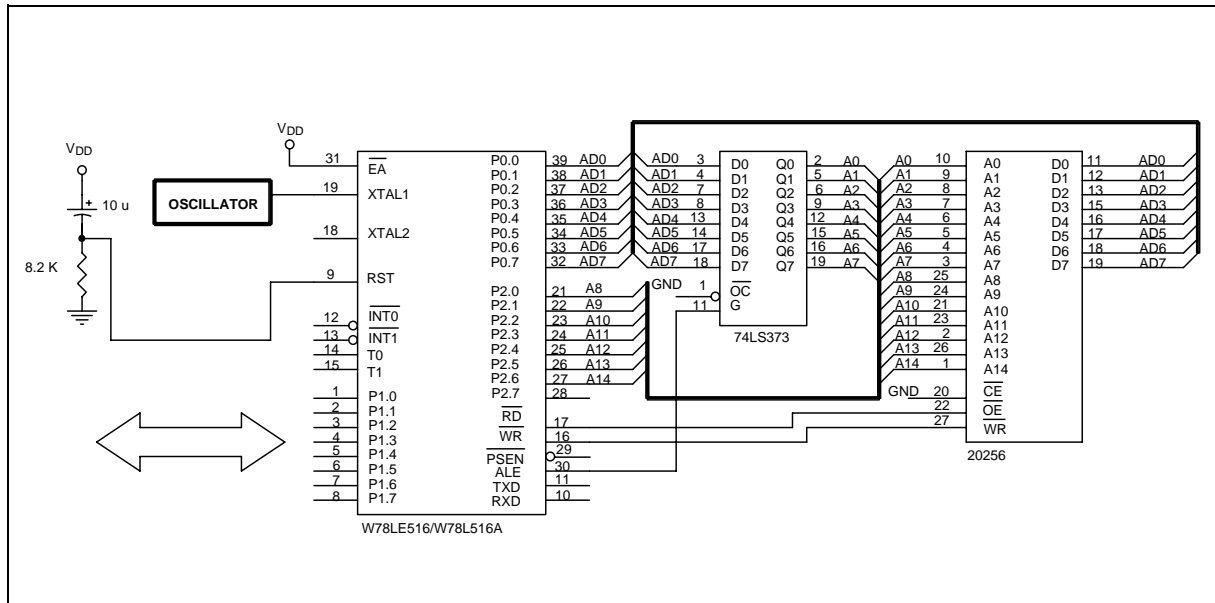 VDD
10 u
8.2 K
OSCILLATOR
VDD
31 EA
19 XTAL1
18 XTAL2
9 RST
12 INT0
13 INT1
14 T0
15 T1
1 P1.0
2 P1.1
3 P1.2
4 P1.3
5 P1.4
6 P1.5
7 P1.6
8 P1.7
P0.0 39 AD0
P0.1 38 AD1
P0.2 37 AD2
P0.3 36 AD3
P0.4 35 AD4
P0.5 34 AD5
P0.6 33 AD6
P0.7 32 AD7
P2.0 21 A8
P2.1 22 A9
P2.2 23 A10
P2.3 24 A11
P2.4 25 A12
P2.5 26 A13
P2.6 27 A14
P2.7 28
RD 17
WR 16
PSEN 29
ALE 30
TXD 11
RXD 10
W78LE516/W78L516A
AD0 3 D0 Q0 2 A0
AD1 4 D1 Q1 5 A1
AD2 7 D2 Q2 6 A2
AD3 8 D3 Q3 9 A3
AD4 13 D4 Q4 12 A4
AD5 14 D5 Q5 15 A5
AD6 17 D6 Q6 16 A6
AD7 18 D7 Q7 19 A7
GND 1 OC
11 G
74LS373
A0 10 A0
A1 9 A1
A2 8 A2
A3 7 A3
A4 6 A4
A5 5 A5
A6 4 A6
A7 3 A7
A8 25 A8
A9 24 A9
A10 21 A10
A11 23 A11
A12 2 A12
A13 26 A13
A14 1 A14
GND 20 CE
22 OE
27 WR
D0 11 AD0
D1 12 AD1
D2 13 AD2
D3 15 AD3
D4 16 AD4
D5 17 AD5
D6 18 AD6
D7 19 AD7
20256